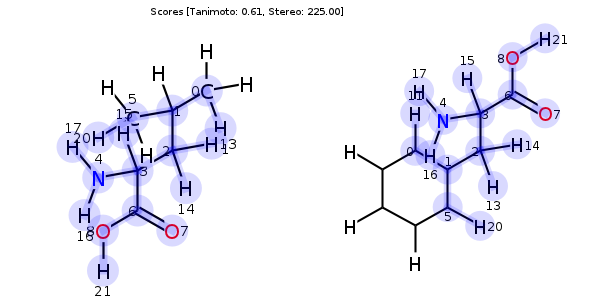 Scores [Tanimoto: 0.61, Stereo: 225.00]
H
H
0 C H
H
5 C 1
17 15 H
20 H H
H H 13
H 2 H 1
4 N 3
H
14
H 6
16 8 O O 7
H
21
8 H 21
O
15
17 H
H 4 6
11 N 3 O 7
H
H 0 H 2 H 14
16 1
H
13
H 5 H 20
H